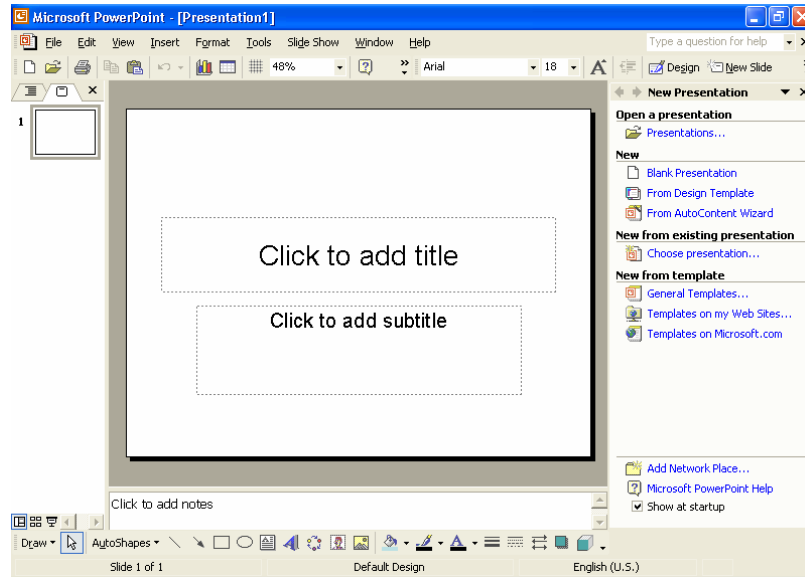 Microsoft PowerPoint - [Presentation1]
File Edit View Insert Format Tools Slide Show Window Help Type a question for help
48% Arial 18 A Design New Slide
New Presentation
1
Open a presentation
Presentations...
New
Blank Presentation
From Design Template
From AutoContent Wizard
New from existing presentation
Choose presentation...
New from template
General Templates...
Templates on my Web Sites...
Templates on Microsoft.com
Click to add title
Click to add subtitle
Add Network Place...
Microsoft PowerPoint Help
Show at startup
Click to add notes
Draw AutoShapes A
Slide 1 of 1 Default Design English (U.S.)